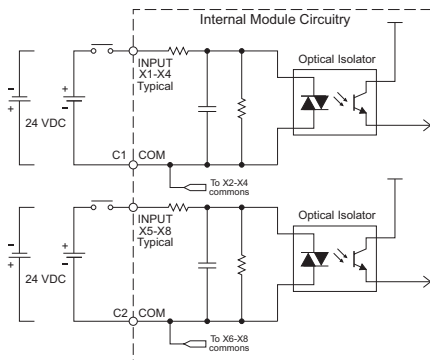 Internal Module Circuitry
INPUT
X1-X4
Typical
Optical Isolator
-
+
+
-
24 VDC
C1
COM
To X2-X4
commons
INPUT
X5-X8
Typical
Optical Isolator
-
+
+
-
24 VDC
C2
COM
To X6-X8
commons